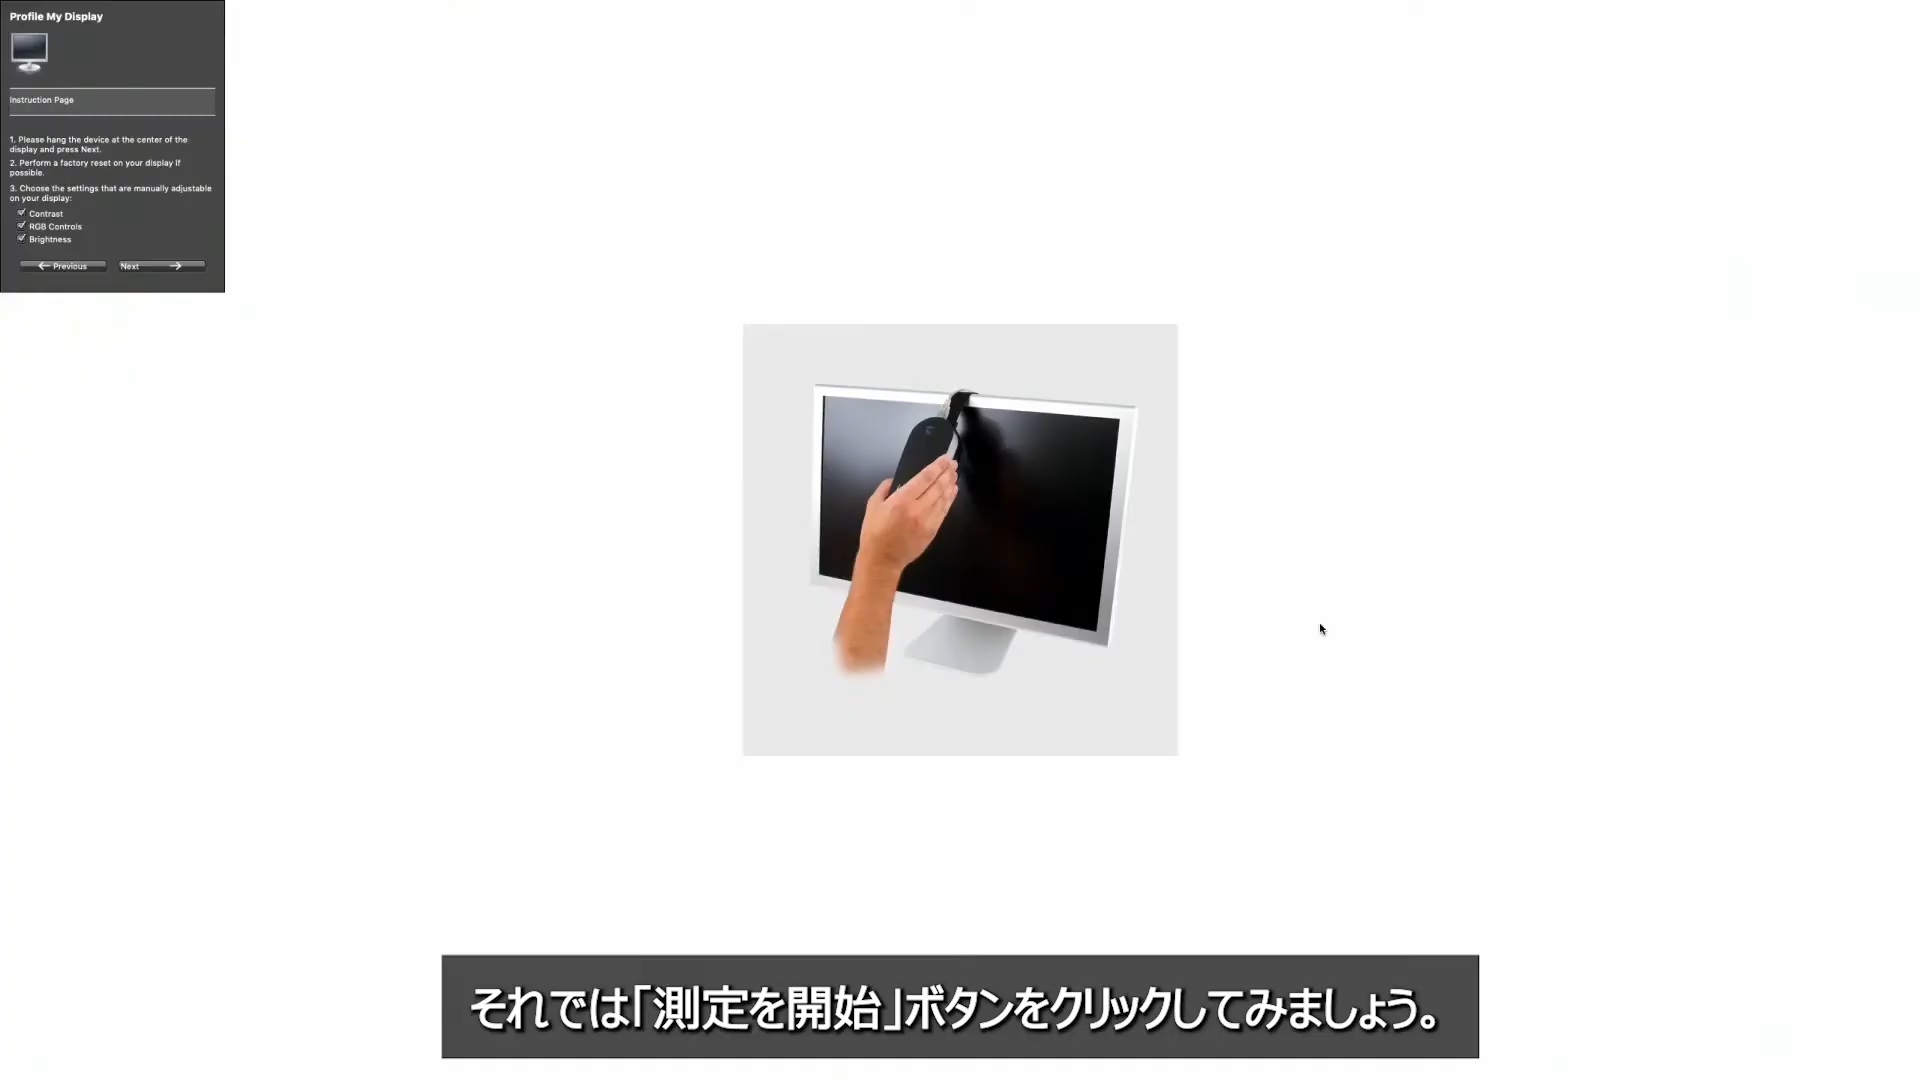 Profile My Display
Instruction Page
1. Please hang the device at the center of the
display and press Next.
2. Perform a factory reset on your display if
possible.
3. Choose the settings that are manually adjustable
on your display:
Contrast
RGB Controls
Brightness
Previous
Next
それでは「測定を開始」ボタンをクリックしてみましょう。